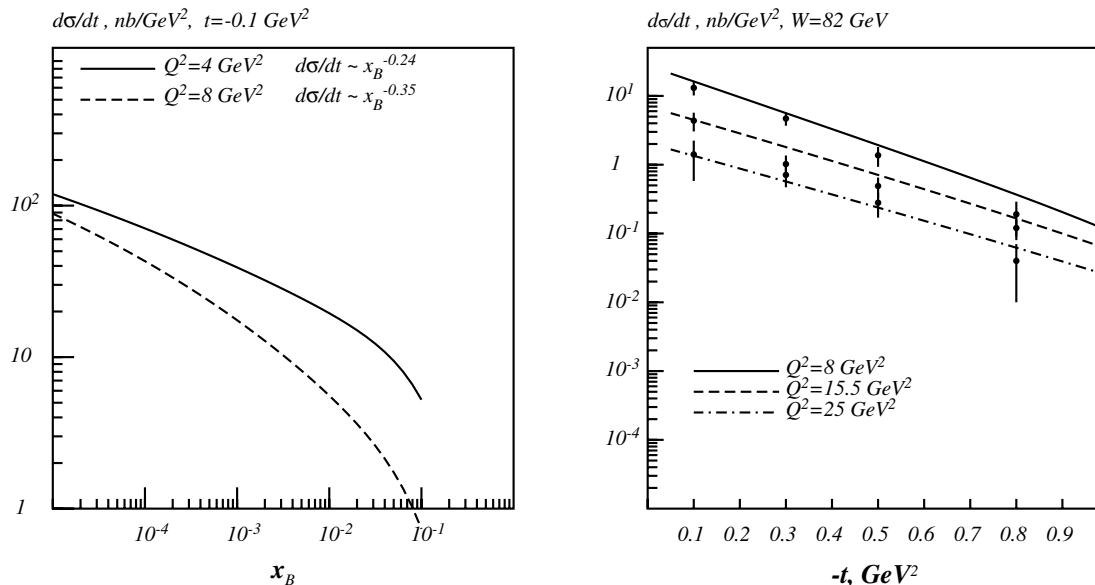 dσ/dt , nb/GeV², t=-0.1 GeV²
Q²=4 GeV² dσ/dt ~ x_B^-0.24
Q²=8 GeV² dσ/dt ~ x_B^-0.35
10²
10
1
10⁻⁴ 10⁻³ 10⁻² 10⁻¹
x_B
dσ/dt , nb/GeV², W=82 GeV
10¹
1
10⁻¹
10⁻²
10⁻³
10⁻⁴
Q²=8 GeV²
Q²=15.5 GeV²
Q²=25 GeV²
0.1 0.2 0.3 0.4 0.5 0.6 0.7 0.8 0.9
-t, GeV²